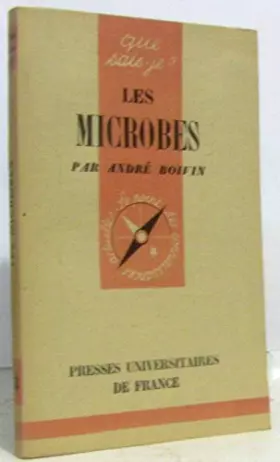 que
sais-je?
LES
MICROBES
PAR ANDRÉ BOIVIN
PRESSES UNIVERSITAIRES
DE FRANCE